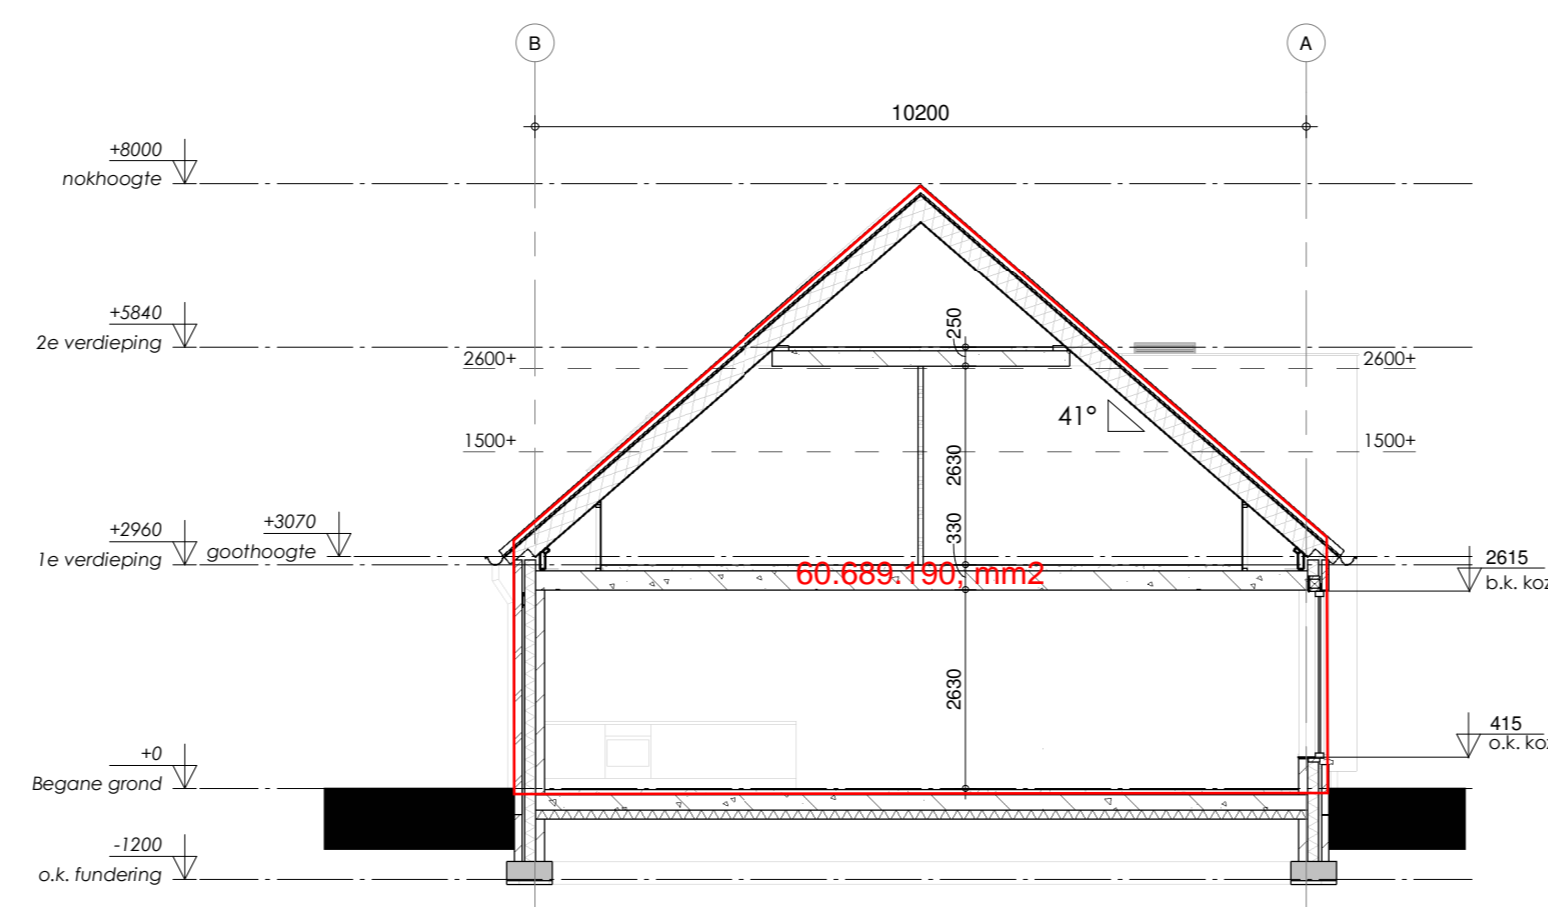 B
A
10200
+8000
nokhoogte
+5840
2e verdieping
250
2600+
2600+
41°
1500+
1500+
2630
+3070
goothoogte
+2960
1e verdieping
330
60.689.190, mm2
2615
b.k. koz
2630
415
o.k. koz
+0
Begane grond
-1200
o.k. fundering